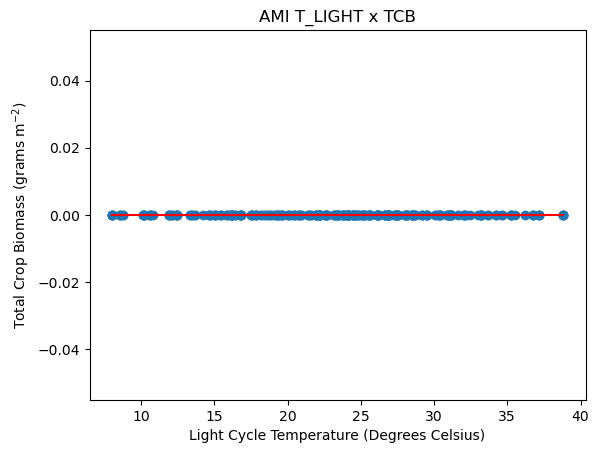 AMI T_LIGHT x TCB
Total Crop Biomass (grams m⁻²)
0.04
0.02
0.00
−0.02
−0.04
10 15 20 25 30 35 40
Light Cycle Temperature (Degrees Celsius)